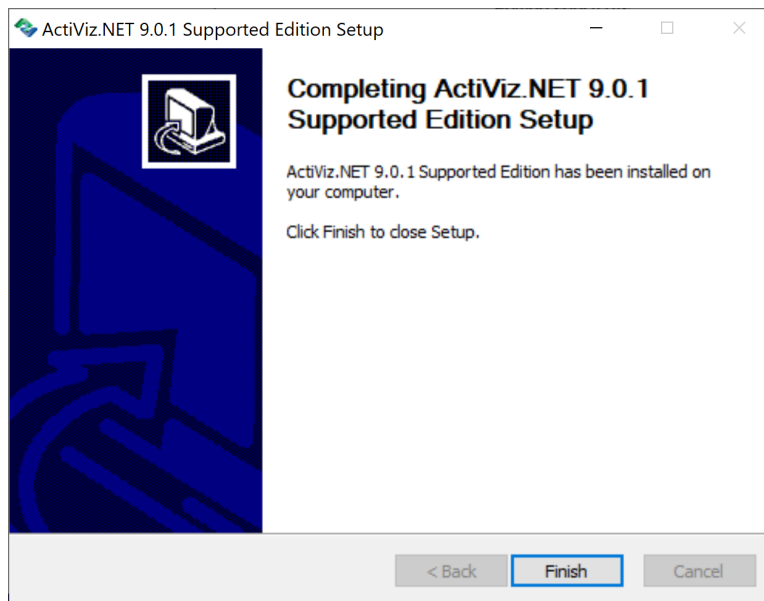 ActiViz.NET 9.0.1 Supported Edition Setup
Completing ActiViz.NET 9.0.1
Supported Edition Setup
ActiViz.NET 9.0.1 Supported Edition has been installed on
your computer.
Click Finish to close Setup.
< Back Finish Cancel